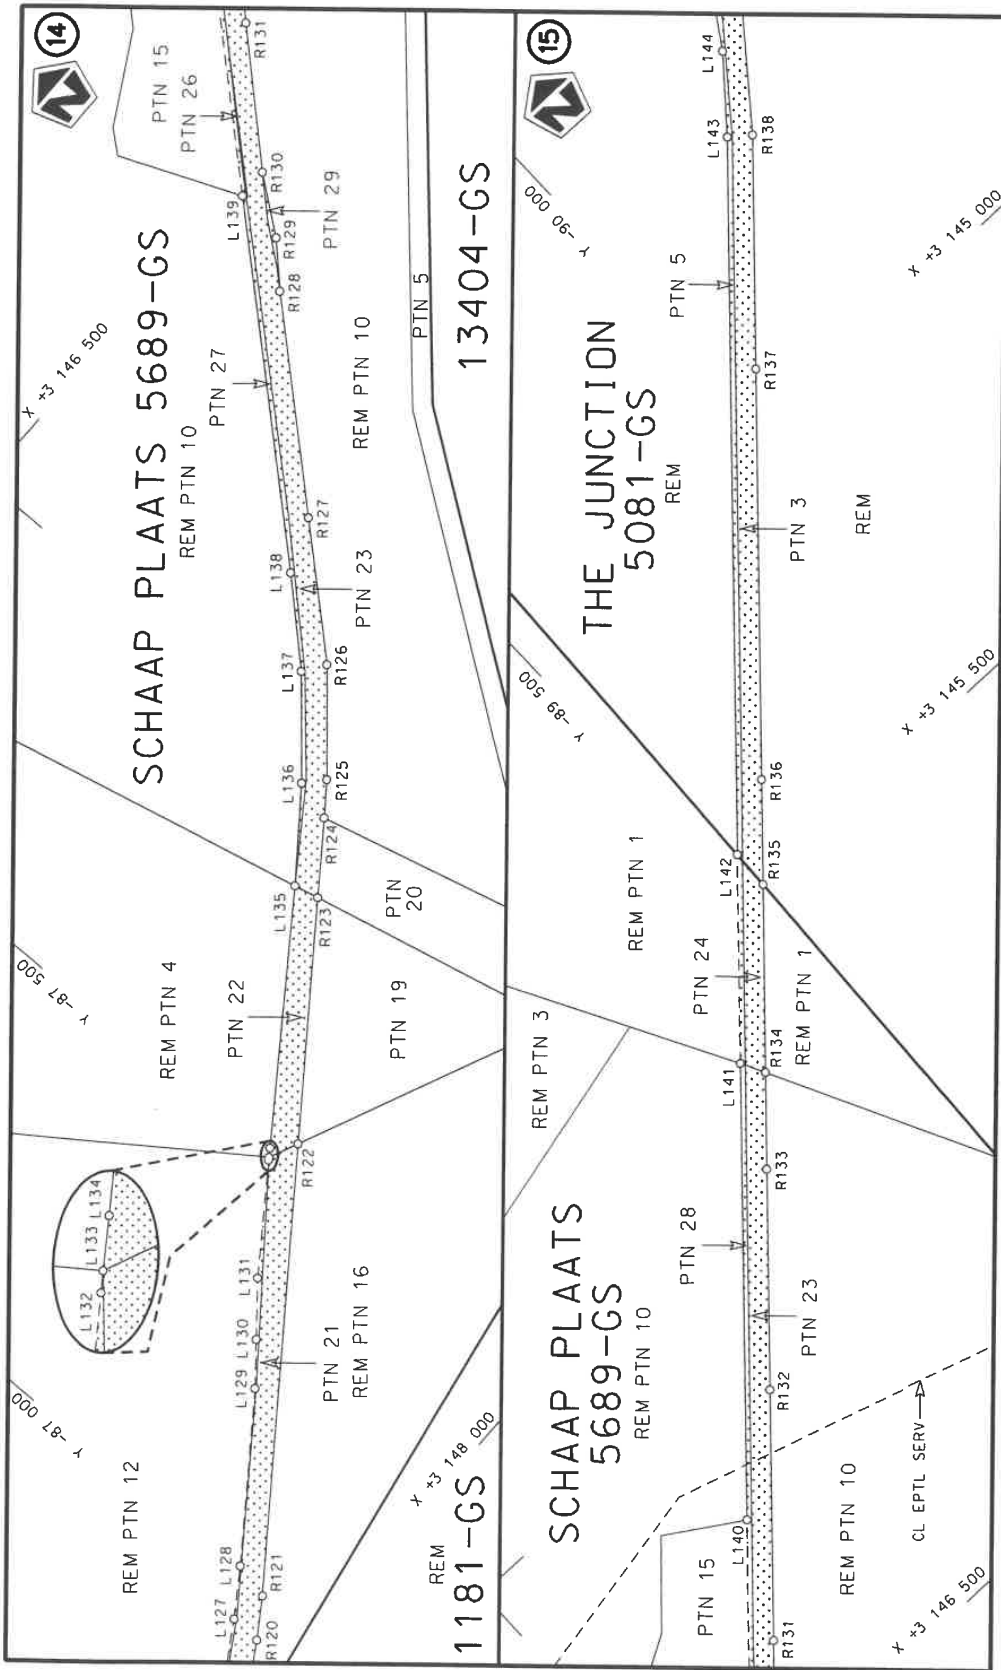 14
N
PTN 15
PTN 26
L139
R131
R130
R129
R128
PTN 29
X +3 146 500
SCHAAP PLAATS 5689-GS
REM PTN 10
PTN 27
REM PTN 10
PTN 5
13404-GS
L138
R127
PTN 23
L137
R126
L136
R125
R124
L135
R123
PTN
20
Y -87 500
REM PTN 4
PTN 22
PTN 19
R122
L132
L133
L134
L131
L130
L129
PTN 21
REM PTN 16
Y -87 000
REM PTN 12
L128
L127
R121
R120
X +3 148 000
REM
1181-GS
15
N
L144
L143
R138
Y -90 000
X +3 145 000
PTN 5
R137
THE JUNCTION
5081-GS
REM
PTN 3
REM
Y -89 500
X +3 145 500
R136
L142
R135
REM PTN 1
PTN 24
REM PTN 1
R134
L141
REM PTN 3
R133
SCHAAP PLAATS
5689-GS
REM PTN 10
PTN 28
PTN 23
R132
L140
PTN 15
R131
REM PTN 10
CL EPTL SERV
X +3 146 500